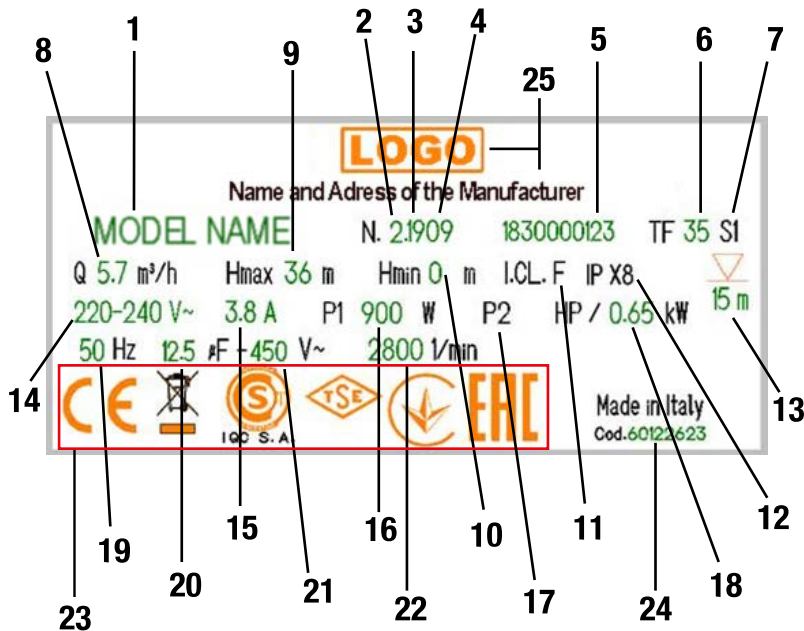 1 2 3 4 5 6 7
8 9 25
LOGO
Name and Adress of the Manufacturer
MODEL NAME N. 2.1909 1830000123 TF 35 S1
Q 5.7 m³/h Hmax 36 m Hmin 0 m I.CL. F IP X8
220-240 V~ 3.8 A P1 900 W P2 HP / 0.65 kW 15 m
50 Hz 12.5 µF - 450 V~ 2800 1/min
CE TSE EAC
IQC S.A.
Made in Italy
Cod.60122623
14 13
19 20 15 21 16 22 10 17 11 18 12
23 24